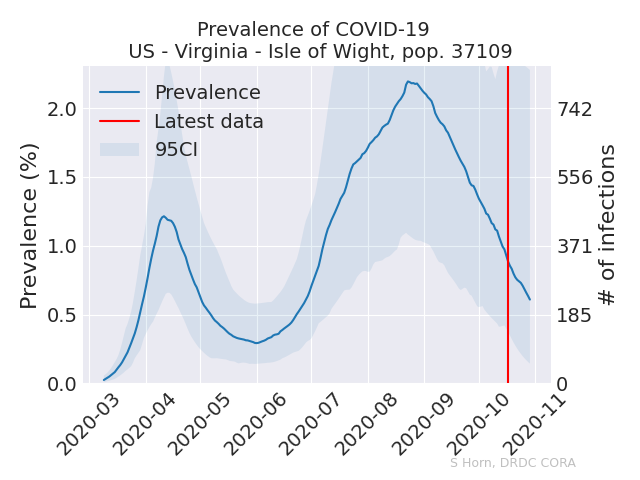 Prevalence of COVID-19
US - Virginia - Isle of Wight, pop. 37109
Prevalence
Latest data
95CI
Prevalence (%)
2.0
1.5
1.0
0.5
0.0
742
556
371
185
0
# of infections
2020-03
2020-04
2020-05
2020-06
2020-07
2020-08
2020-09
2020-10
2020-11
S Horn, DRDC CORA